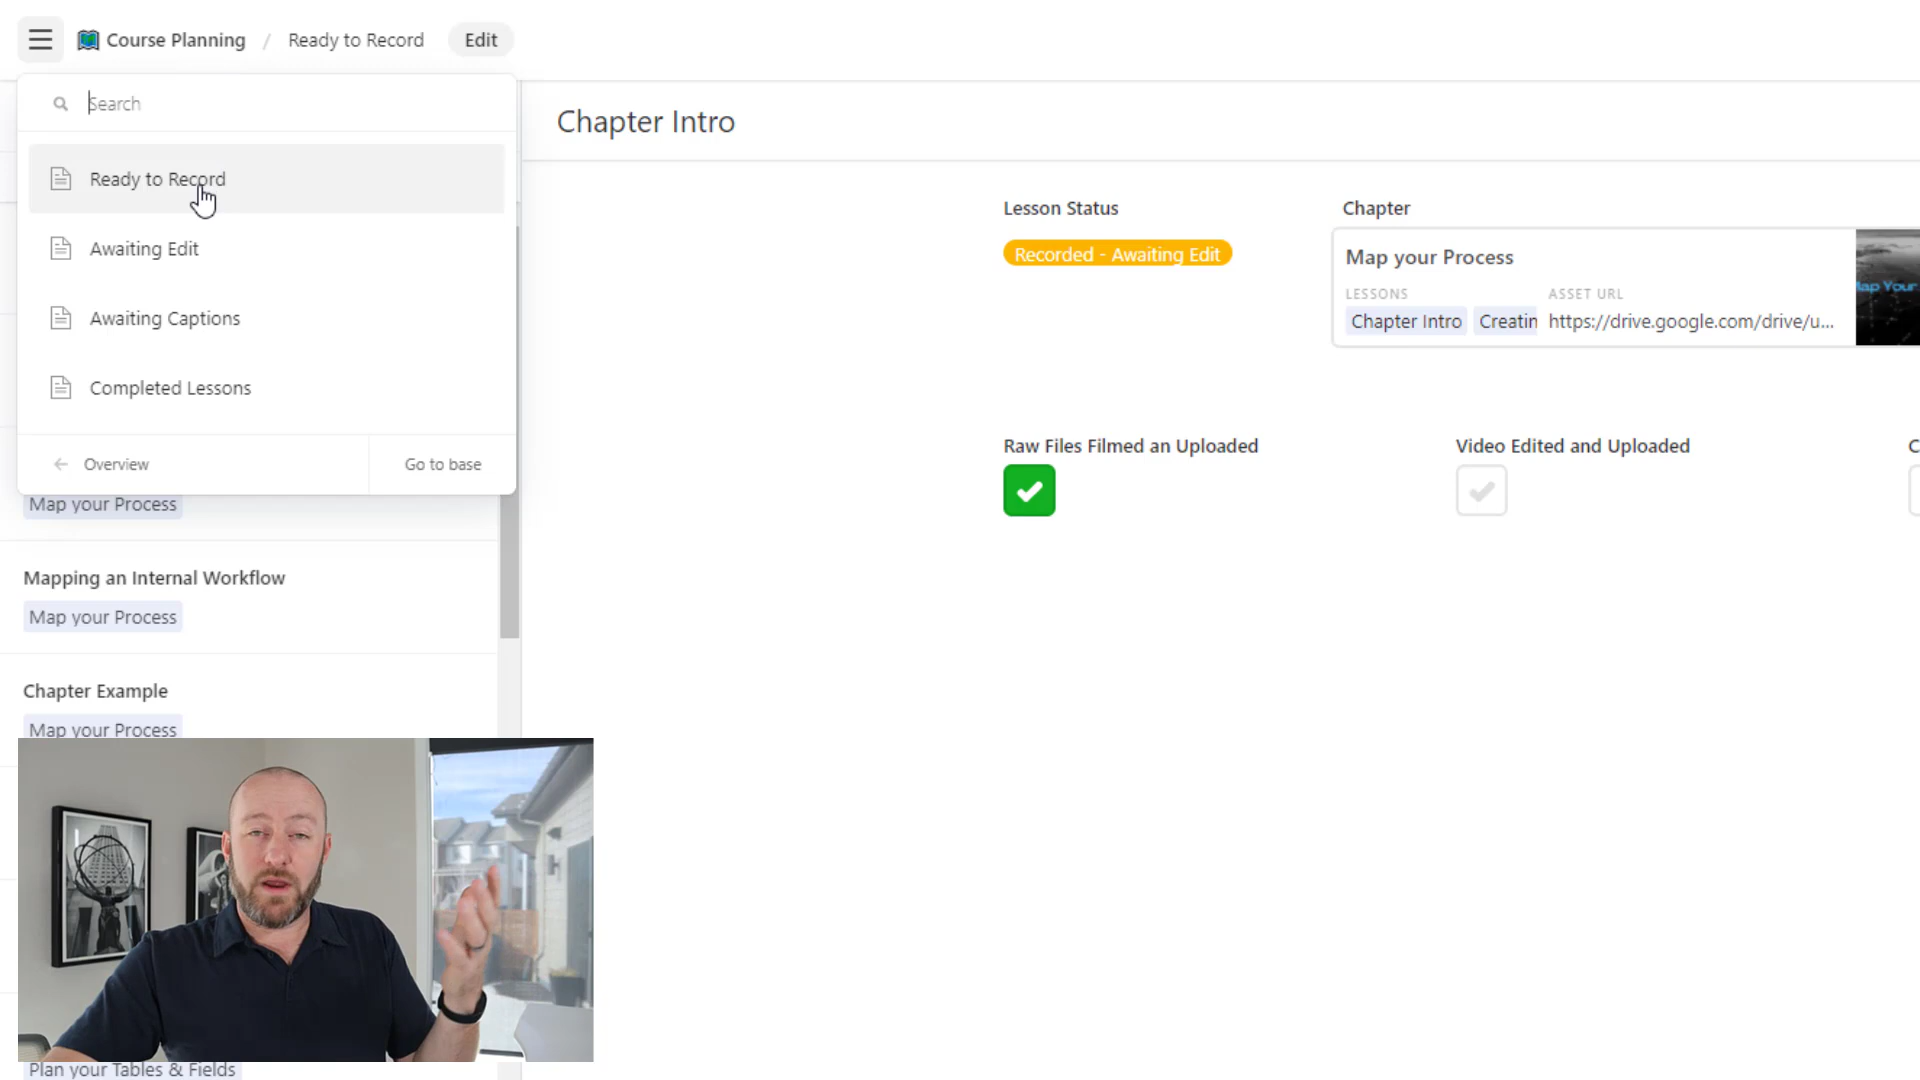 Course Planning / Ready to Record Edit
Search
Ready to Record
Awaiting Edit
Awaiting Captions
Completed Lessons
Overview
Go to base
Map your Process
Mapping an Internal Workflow
Map your Process
Chapter Example
Map your Process
Plan your Tables & Fields
Chapter Intro
Lesson Status
Recorded - Awaiting Edit
Chapter
Map your Process
LESSONS ASSET URL
Chapter Intro Creatin https://drive.google.com/drive/u...
ap Your
Raw Files Filmed an Uploaded
Video Edited and Uploaded
C